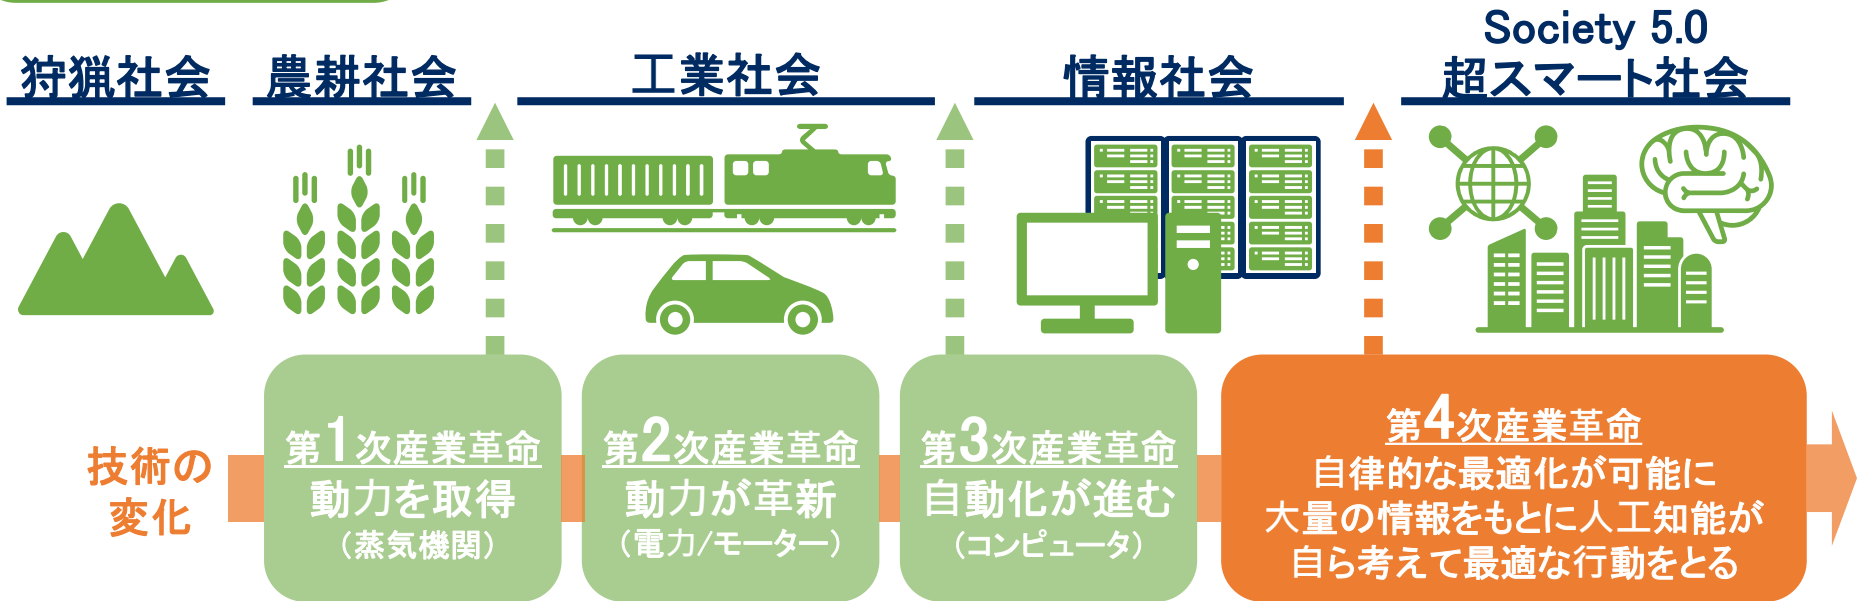 狩猟社会
農耕社会
工業社会
情報社会
Society 5.0
超スマート社会
技術の
変化
第1次産業革命
動力を取得
（蒸気機関）
第2次産業革命
動力が革新
（電力/モーター）
第3次産業革命
自動化が進む
（コンピュータ）
第4次産業革命
自律的な最適化が可能に
大量の情報をもとに人工知能が
自ら考えて最適な行動をとる